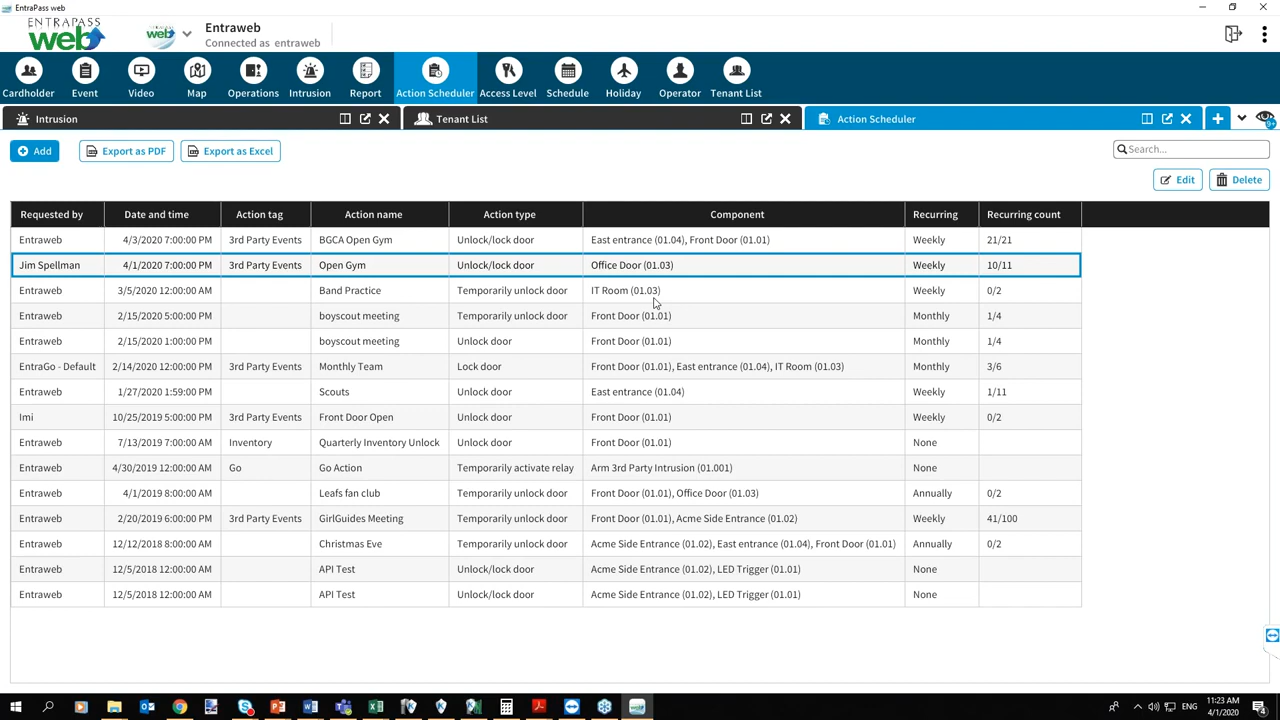 EntraPass web
ENTRAPASS
web
web
Entraweb
Connected as entraweb
Cardholder Event Video Map Operations Intrusion Report Action Scheduler Access Level Schedule Holiday Operator Tenant List
Intrusion Tenant List Action Scheduler
9+
Add Export as PDF Export as Excel Search...
Edit Delete
Requested by Date and time Action tag Action name Action type Component Recurring Recurring count
Entraweb 4/3/2020 7:00:00 PM 3rd Party Events BGCA Open Gym Unlock/lock door East entrance (01.04), Front Door (01.01) Weekly 21/21
Jim Spellman 4/1/2020 7:00:00 PM 3rd Party Events Open Gym Unlock/lock door Office Door (01.03) Weekly 10/11
Entraweb 3/5/2020 12:00:00 AM Band Practice Temporarily unlock door IT Room (01.03) Weekly 0/2
Entraweb 2/15/2020 5:00:00 PM boyscout meeting Temporarily unlock door Front Door (01.01) Monthly 1/4
Entraweb 2/15/2020 1:00:00 PM boyscout meeting Unlock door Front Door (01.01) Monthly 1/4
EntraGo - Default 2/14/2020 12:00:00 PM 3rd Party Events Monthly Team Lock door Front Door (01.01), East entrance (01.04), IT Room (01.03) Monthly 3/6
Entraweb 1/27/2020 1:59:00 PM Scouts Unlock door East entrance (01.04) Weekly 1/11
Imi 10/25/2019 5:00:00 PM 3rd Party Events Front Door Open Unlock door Front Door (01.01) Weekly 0/2
Entraweb 7/13/2019 7:00:00 AM Inventory Quarterly Inventory Unlock Unlock door Front Door (01.01) None
Entraweb 4/30/2019 12:00:00 AM Go Go Action Temporarily activate relay Arm 3rd Party Intrusion (01.001) None
Entraweb 4/1/2019 8:00:00 AM Leafs fan club Temporarily unlock door Front Door (01.01), Office Door (01.03) Annually 0/2
Entraweb 2/20/2019 6:00:00 PM 3rd Party Events GirlGuides Meeting Temporarily unlock door Front Door (01.01), Acme Side Entrance (01.02) Weekly 41/100
Entraweb 12/12/2018 8:00:00 AM Christmas Eve Temporarily unlock door Acme Side Entrance (01.02), East entrance (01.04), Front Door (01.01) Annually 0/2
Entraweb 12/5/2018 12:00:00 AM API Test Unlock/lock door Acme Side Entrance (01.02), LED Trigger (01.01) None
Entraweb 12/5/2018 12:00:00 AM API Test Unlock/lock door Acme Side Entrance (01.02), LED Trigger (01.01) None
ENG
11:23 AM
4/1/2020
4